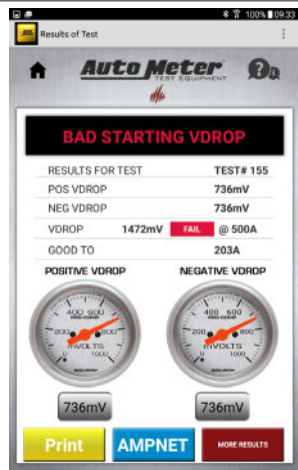 100% 09:33
Results of Test
Auto Meter
TEST EQUIPMENT
BAD STARTING VDROP
RESULTS FOR TEST TEST# 155
POS VDROP 736mV
NEG VDROP 736mV
VDROP 1472mV FAIL @ 500A
GOOD TO 203A
POSITIVE VDROP NEGATIVE VDROP
400 600 400 600
200 800 200 800
mVOLTS mVOLTS
0 1000 0 1000
736mV 736mV
Print AMPNET MORE RESULTS